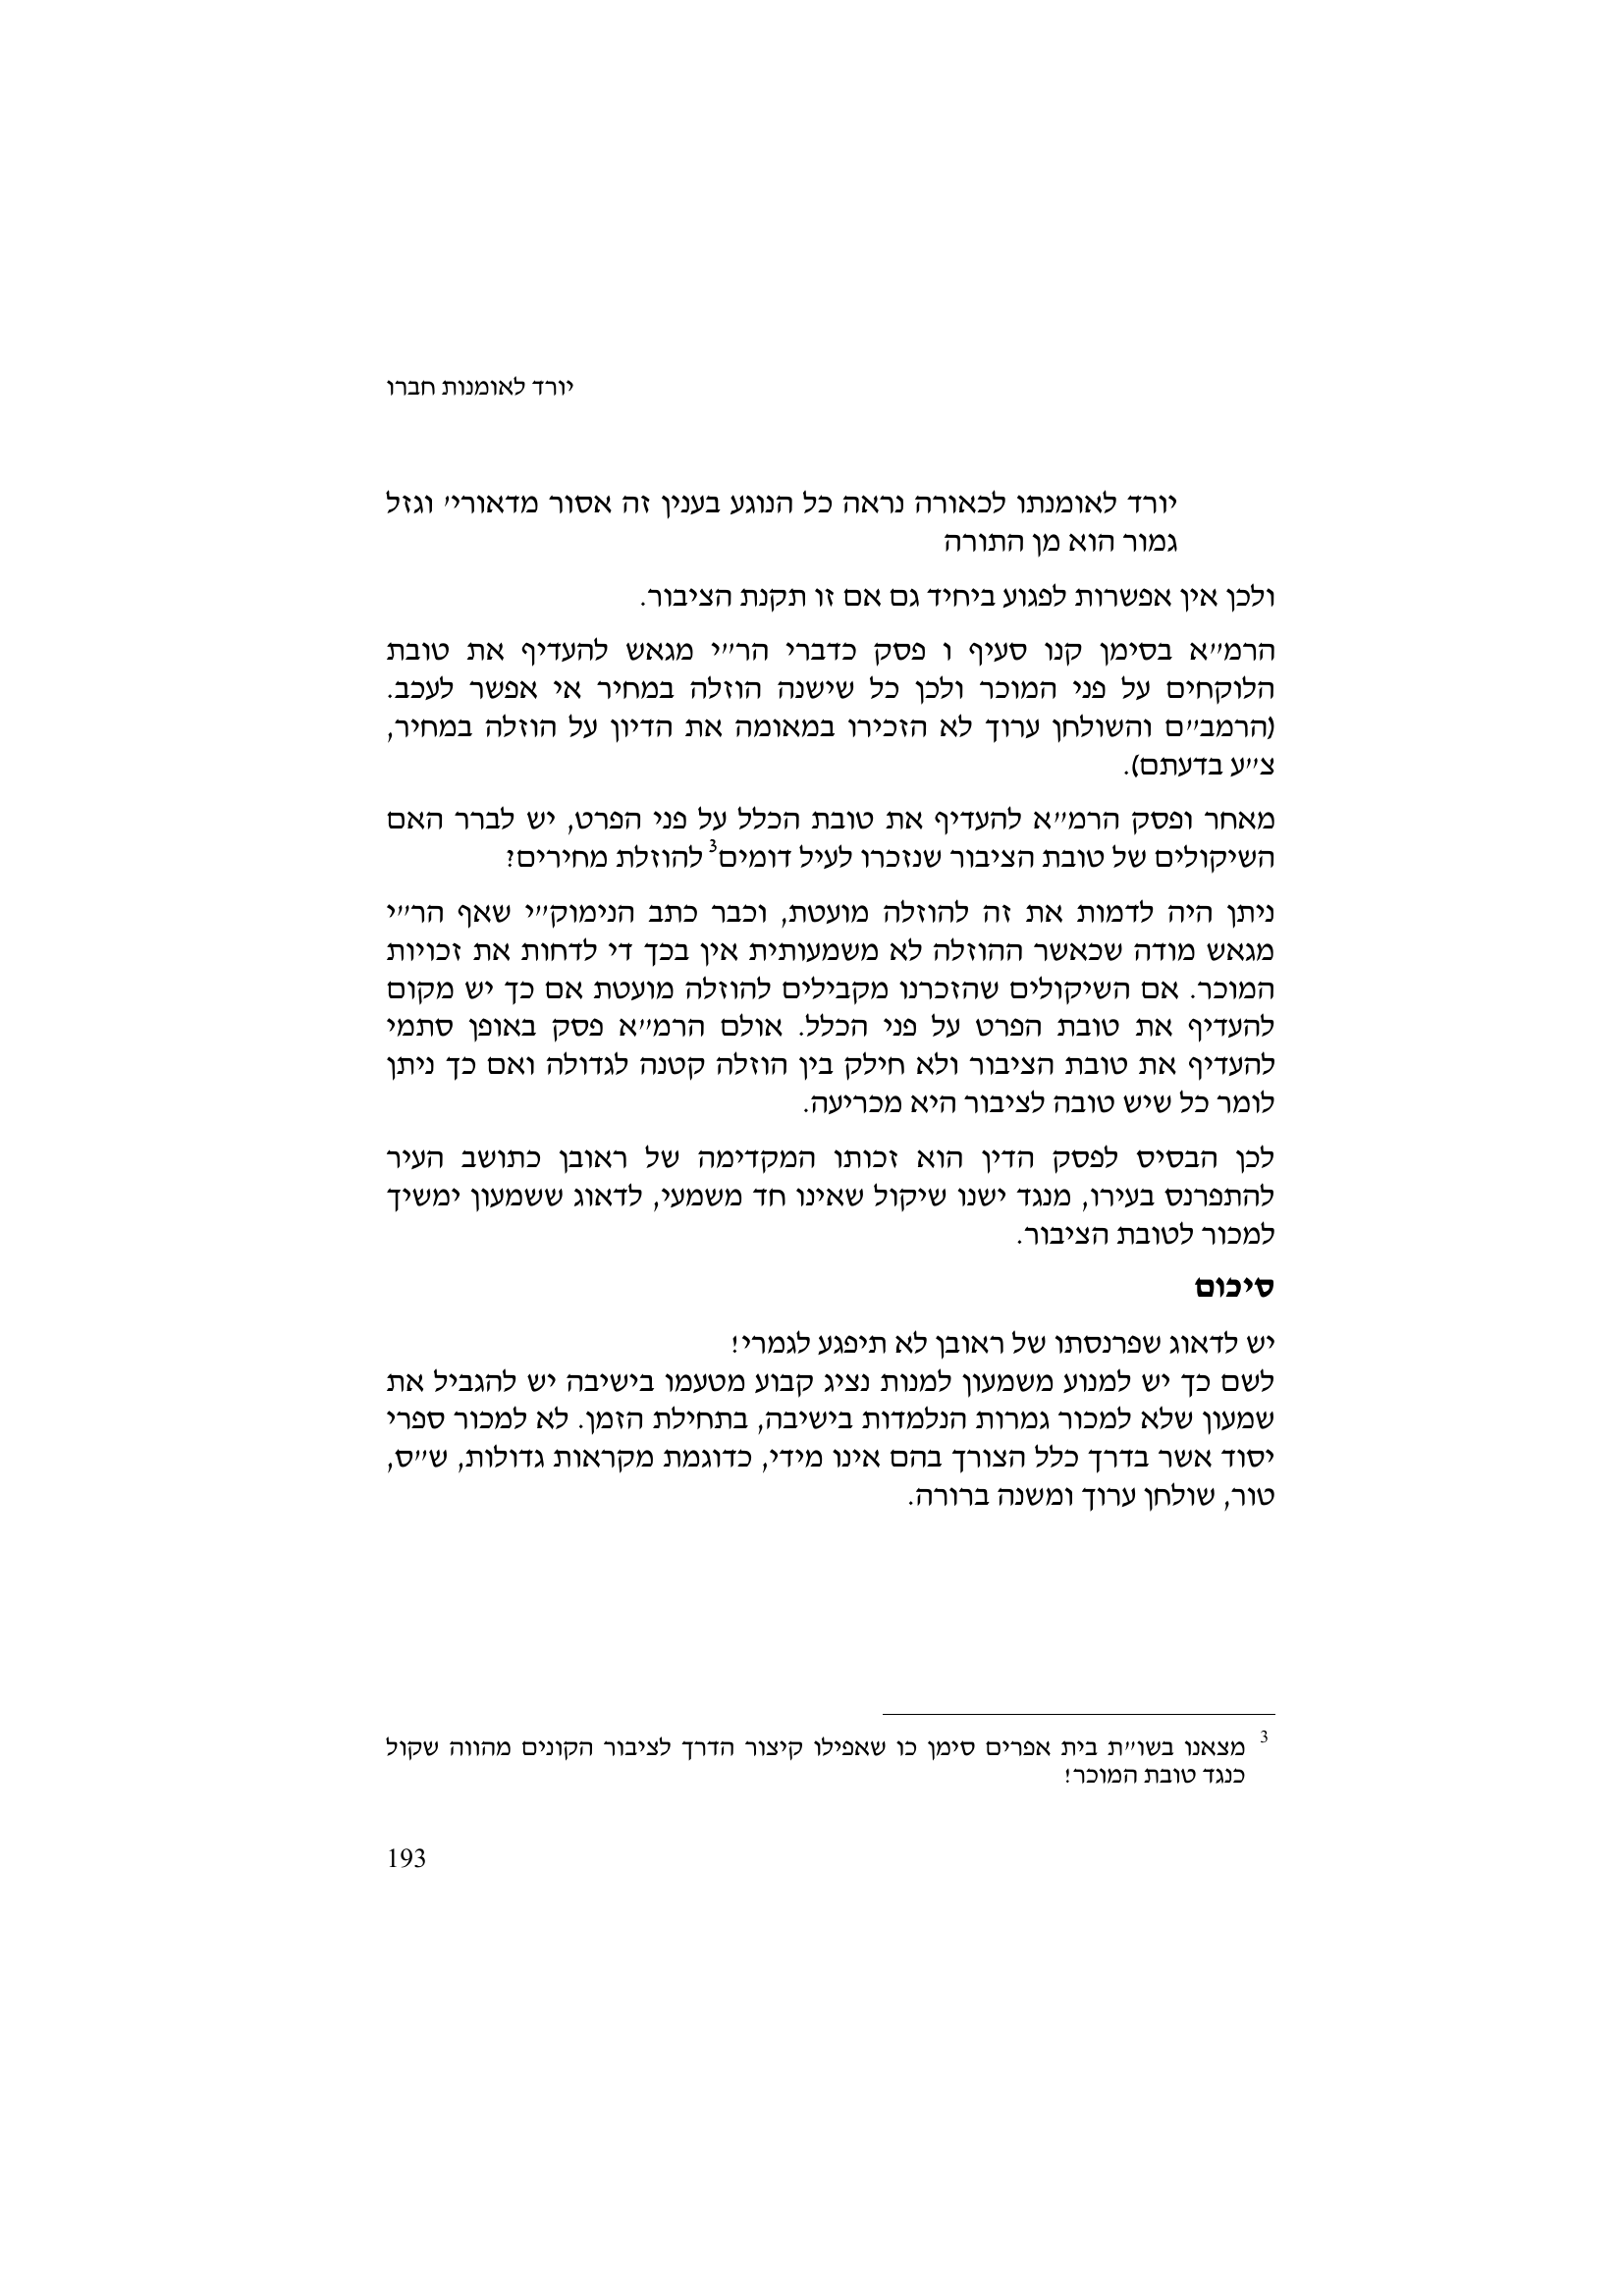 יורד לאומנות חברו
יורד לאומנתו לכאורה נראה כל הנוגע בענין זה אסור מדאורי׳ וגזל
גמור הוא מן התורה
ולכן אין אפשרות לפגוע ביחיד גם אם זו תקנת הציבור.
הרמ״א בסימן קנו סעיף ו פסק כדברי הר״י מגאש להעדיף את טובת
הלוקחים על פני המוכר ולכן כל שישנה הוזלה במחיר אי אפשר לעכב.
(הרמב״ם והשולחן ערוך לא הזכירו במאומה את הדיון על הוזלה במחיר,
צ״ע בדעתם).
מאחר ופסק הרמ״א להעדיף את טובת הכלל על פני הפרט, יש לברר האם
השיקולים של טובת הציבור שנזכרו לעיל דומים3 להוזלת מחירים?
ניתן היה לדמות את זה להוזלה מועטת, וכבר כתב הנימוק״י שאף הר״י
מגאש מודה שכאשר ההוזלה לא משמעותית אין בכך די לדחות את זכויות
המוכר. אם השיקולים שהזכרנו מקבילים להוזלה מועטת אם כך יש מקום
להעדיף את טובת הפרט על פני הכלל. אולם הרמ״א פסק באופן סתמי
להעדיף את טובת הציבור ולא חילק בין הוזלה קטנה לגדולה ואם כך ניתן
לומר כל שיש טובה לציבור היא מכריעה.
לכן הבסיס לפסק הדין הוא זכותו המקדימה של ראובן כתושב העיר
להתפרנס בעירו, מנגד ישנו שיקול שאינו חד משמעי, לדאוג ששמעון ימשיך
למכור לטובת הציבור.
סיכום
יש לדאוג שפרנסתו של ראובן לא תיפגע לגמרי!
לשם כך יש למנוע משמעון למנות נציג קבוע מטעמו בישיבה יש להגביל את
שמעון שלא למכור גמרות הנלמדות בישיבה, בתחילת הזמן. לא למכור ספרי
יסוד אשר בדרך כלל הצורך בהם אינו מידי, כדוגמת מקראות גדולות, ש״ס,
טור, שולחן ערוך ומשנה ברורה.
3 מצאנו בשו״ת בית אפרים סימן כו שאפילו קיצור הדרך לציבור הקונים מהווה שקול
כנגד טובת המוכר!
193